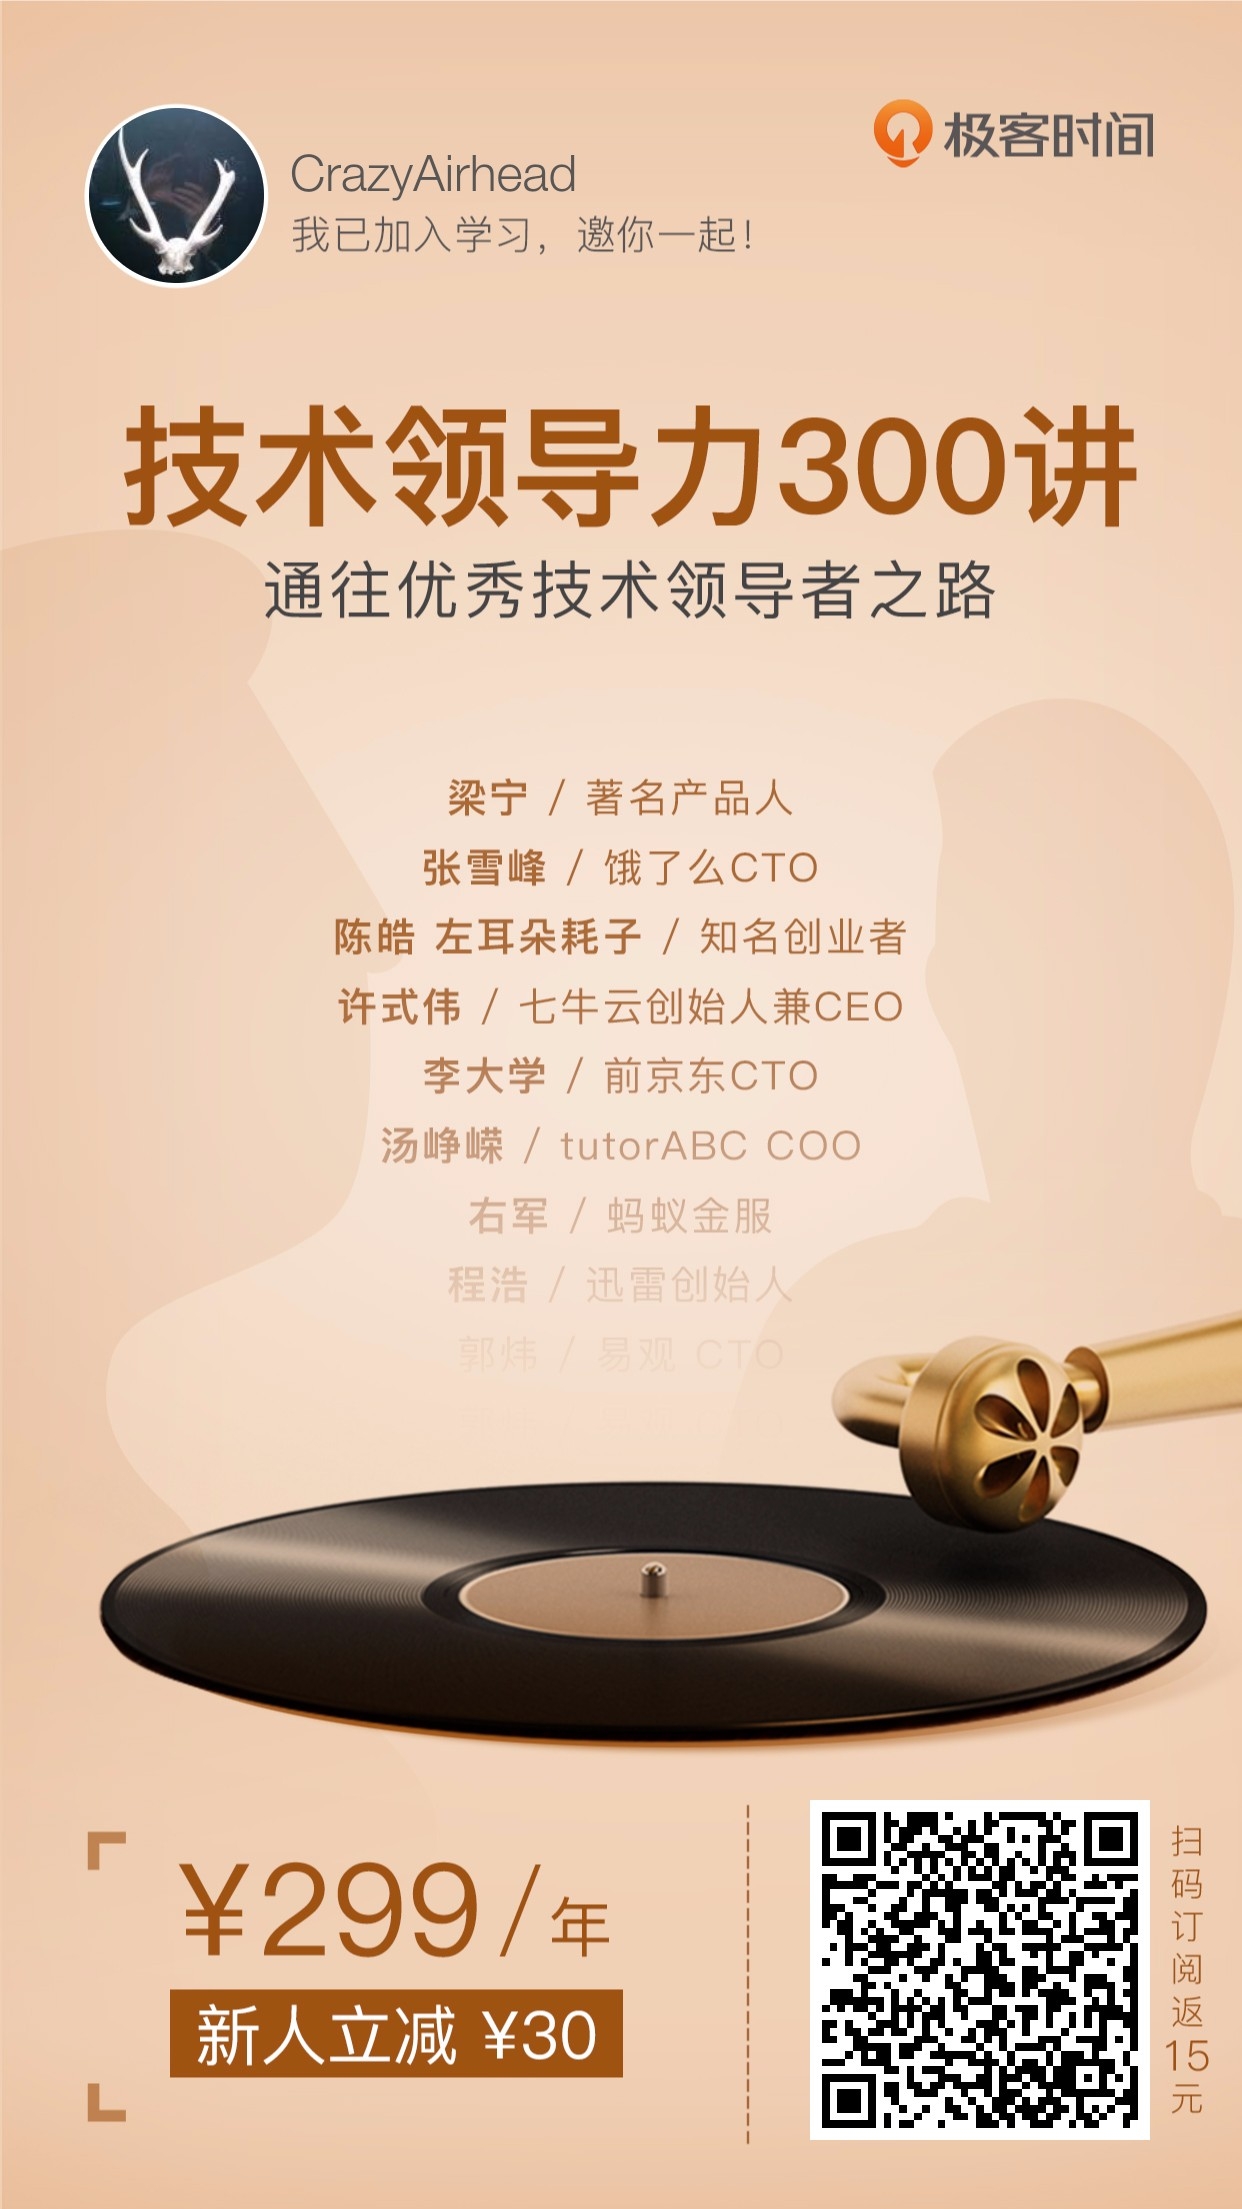 极客时间
CrazyAirhead
我已加入学习，邀你一起！
技术领导力300讲
通往优秀技术领导者之路
梁宁 / 著名产品人
张雪峰 / 饿了么CTO
陈皓 左耳朵耗子 / 知名创业者
许式伟 / 七牛云创始人兼CEO
李大学 / 前京东CTO
汤峥嵘 / tutorABC COO
右军 / 蚂蚁金服
程浩 / 迅雷创始人
郭炜 / 易观 CTO
¥299/年
新人立减 ¥30
扫码订阅返15元